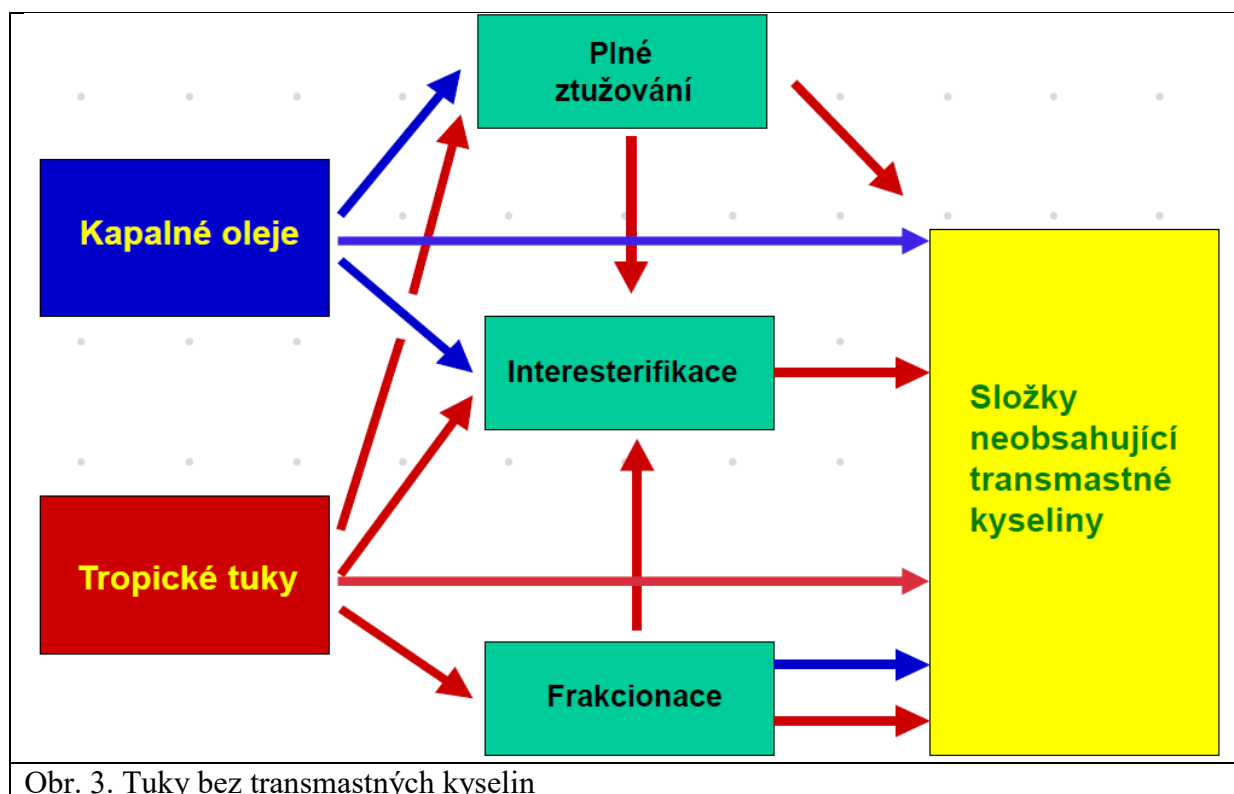 Plné
ztužování
Kapalné oleje
Interesterifikace
Složky
neobsahující
transmastné
kyseliny
Tropické tuky
Frakcionace
Obr. 3. Tuky bez transmastných kyselin